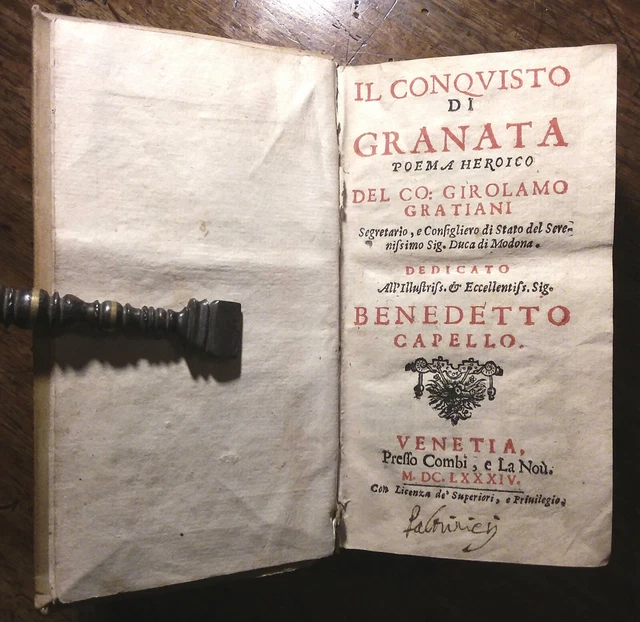 IL CONQVISTO
DI
GRANATA
POEMA HEROICO
DEL CO: GIROLAMO
GRATIANI
Segretario, e Consigliero di Stato del Sere-
nissimo Sig. Duca di Modona.
DEDICATO
All'Illustriss. & Eccellentiss. Sig.
BENEDETTO
CAPELLO.
VENETIA,
Presso Combi, e La Noù.
M. DC. LXXXIV.
Con Licenza de' Superiori, e Priuilegio.